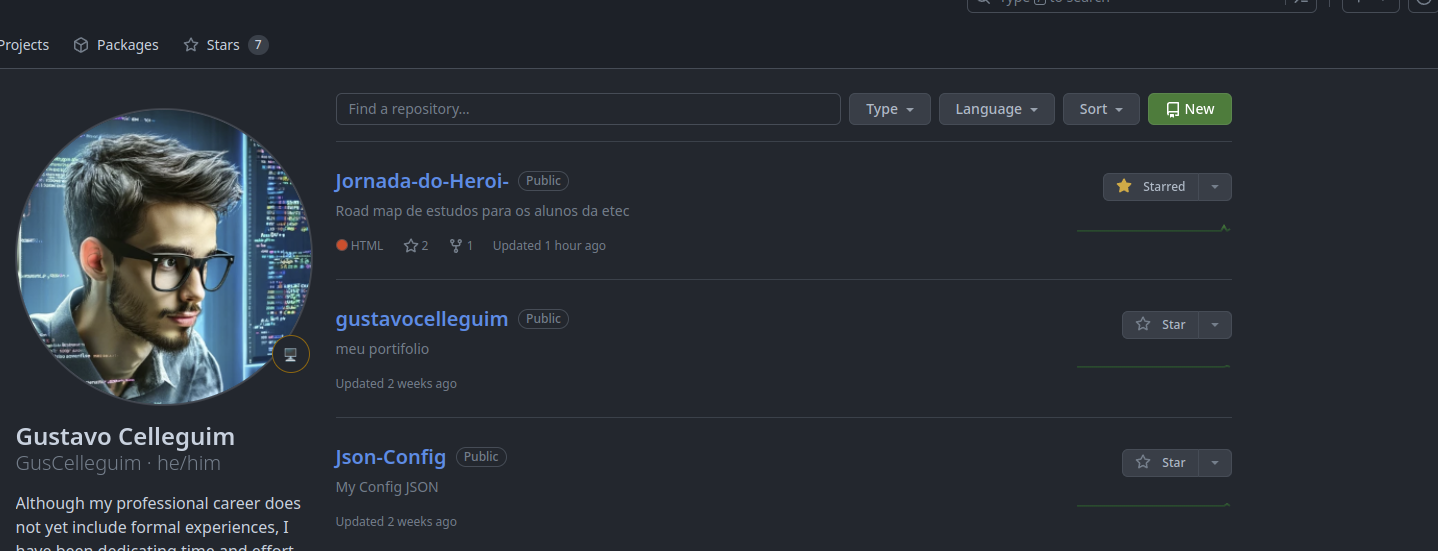 Type / to search
Projects
Packages
Stars 7
Find a repository...
Type
Language
Sort
New
Jornada-do-Heroi- Public
Starred
Road map de estudos para os alunos da etec
HTML 2 1 Updated 1 hour ago
gustavocelleguim Public
Star
meu portifolio
Updated 2 weeks ago
Json-Config Public
Star
My Config JSON
Updated 2 weeks ago
Gustavo Celleguim
GusCelleguim · he/him
Although my professional career does
not yet include formal experiences, I
have been dedicating time and effort